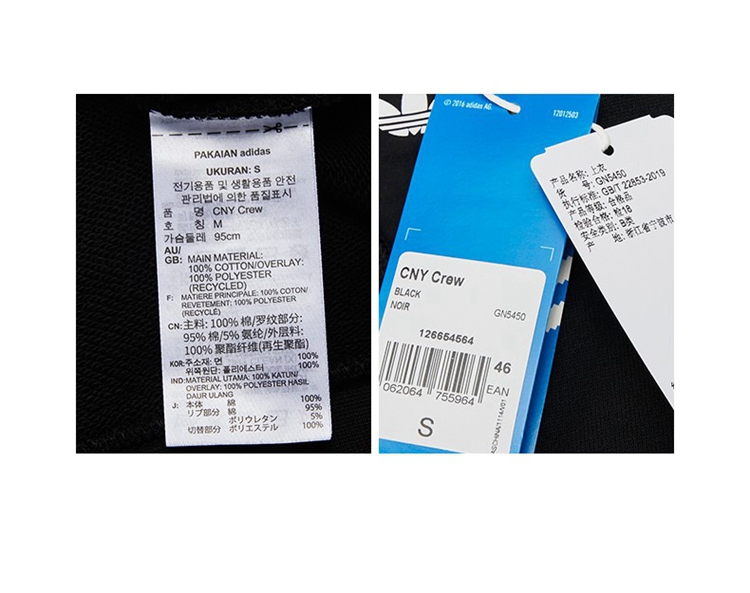 PAKAIAN adidas
UKURAN: S
전기용품 및 생활용품 안전
관리법에 의한 품질표시
품 명 CNY Crew
호 칭 M
가슴둘레 95cm
AU/
GB: MAIN MATERIAL:
100% COTTON/OVERLAY:
100% POLYESTER
(RECYCLED)
F: MATIERE PRINCIPALE: 100% COTON/
REVETEMENT: 100% POLYESTER
(RECYCLÉ)
CN: 主料: 100% 棉/罗纹部分:
95% 棉/5% 氨纶/外层料:
100% 聚酯纤维(再生聚酯)
KOR: 주소재: 면 100%
위쪽원단: 폴리에스터 100%
IND: MATERIAL UTAMA: 100% KATUN/
OVERLAY: 100% POLYESTER HASIL
DAUR ULANG
J: 本体 綿 100%
リブ部分 綿 95%
ポリウレタン 5%
切替部分 ポリエステル 100%
© 2016 adidas AG.
12012503
CNY Crew
BLACK
NOIR
GN5450
126654564
46
EAN
062064 755964
S
产品名称: 上衣
货 号: GN5450
执行标准: GB/T 22853-2019
产品等级: 合格品
检验合格: 检18
安全类别: B类
产 地: 浙江省宁波市